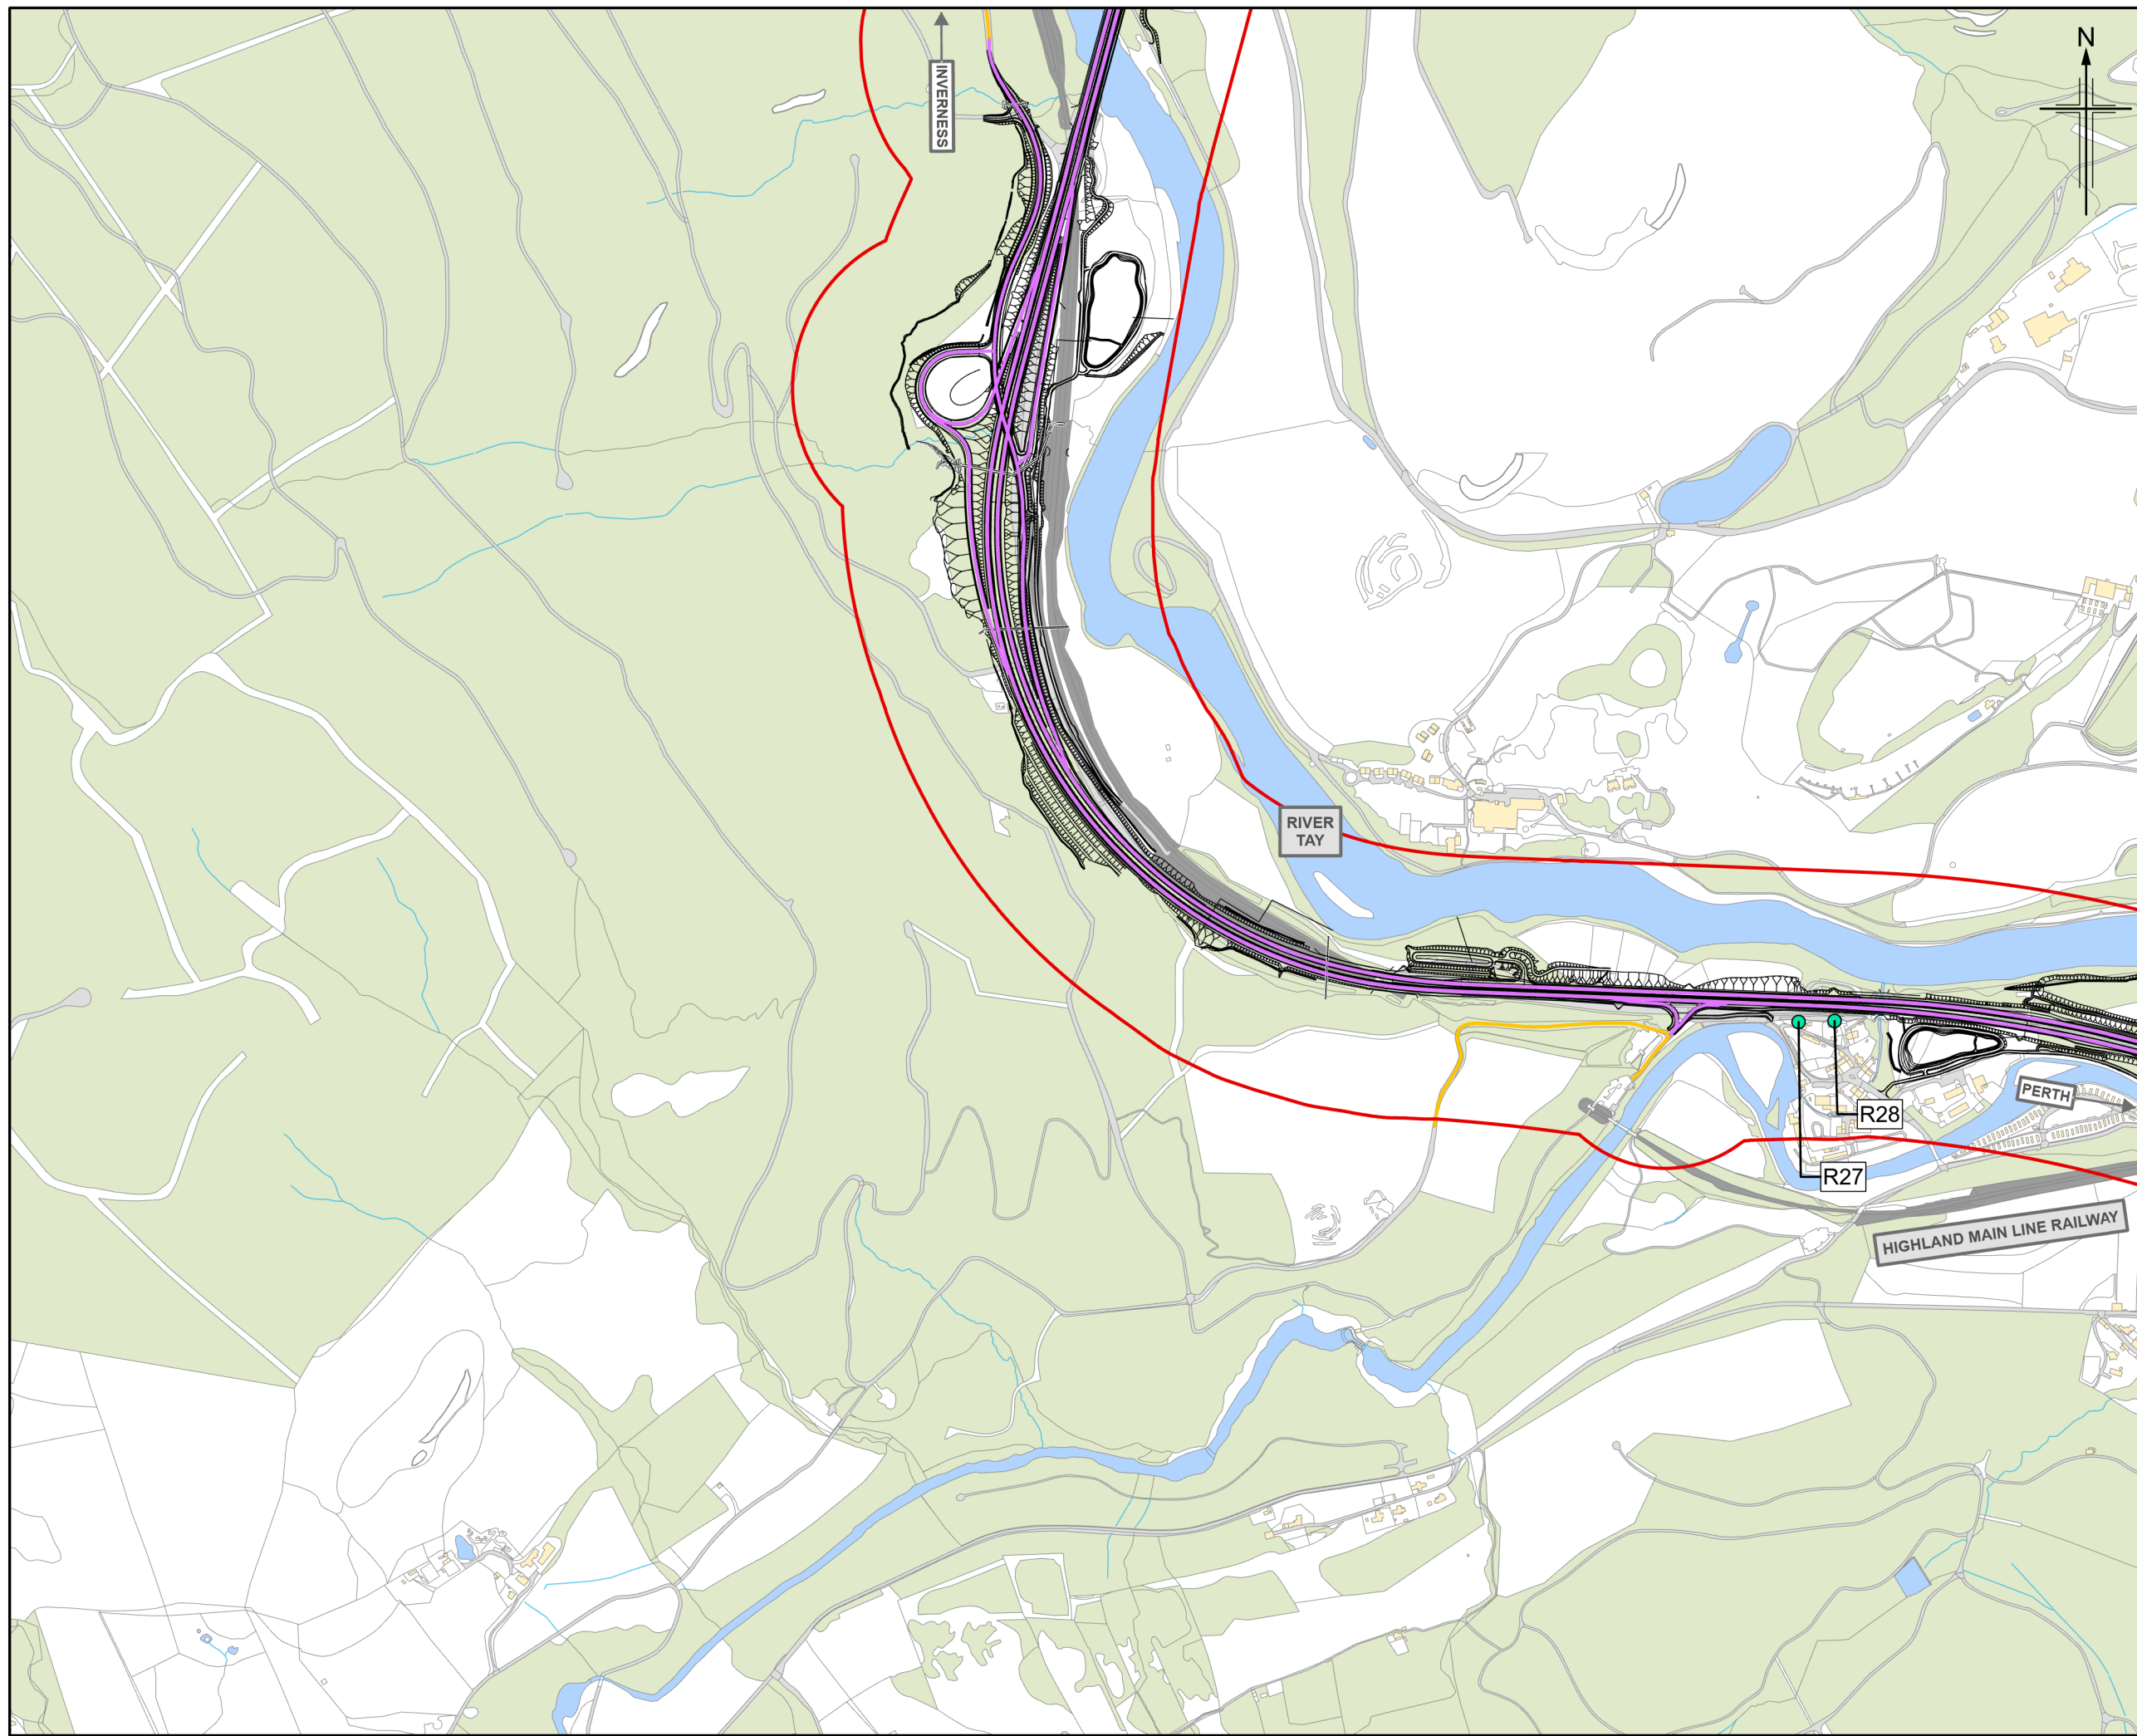 N
INVERNESS
RIVER
TAY
PERTH
R28
R27
HIGHLAND MAIN LINE RAILWAY